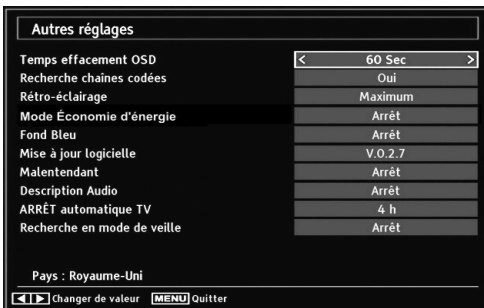 Autres réglages
Temps effacement OSD < 60 Sec >
Recherche chaînes codées Oui
Rétro-éclairage Maximum
Mode Économie d'énergie Arrêt
Fond Bleu Arrêt
Mise à jour logicielle V.0.2.7
Malentendant Arrêt
Description Audio Arrêt
ARRÊT automatique TV 4 h
Recherche en mode de veille Arrêt
Pays : Royaume-Uni
Changer de valeur MENU Quitter